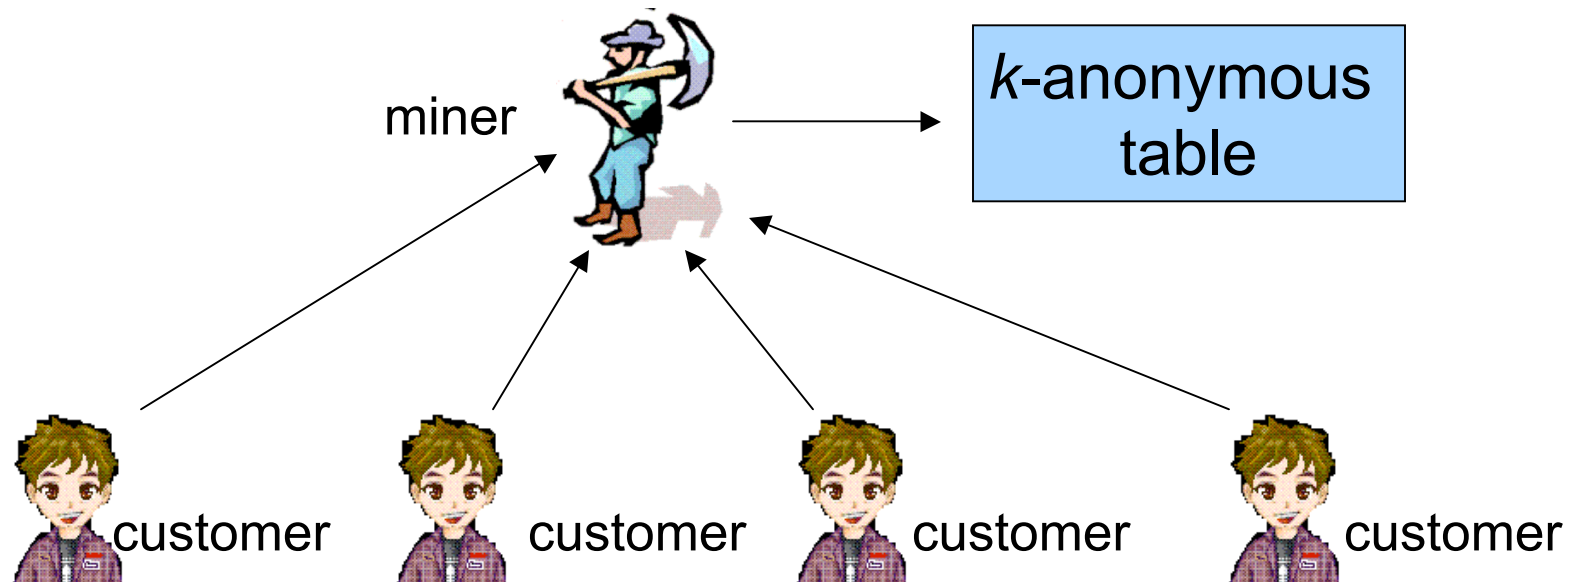 miner
k-anonymous
table
customer
customer
customer
customer